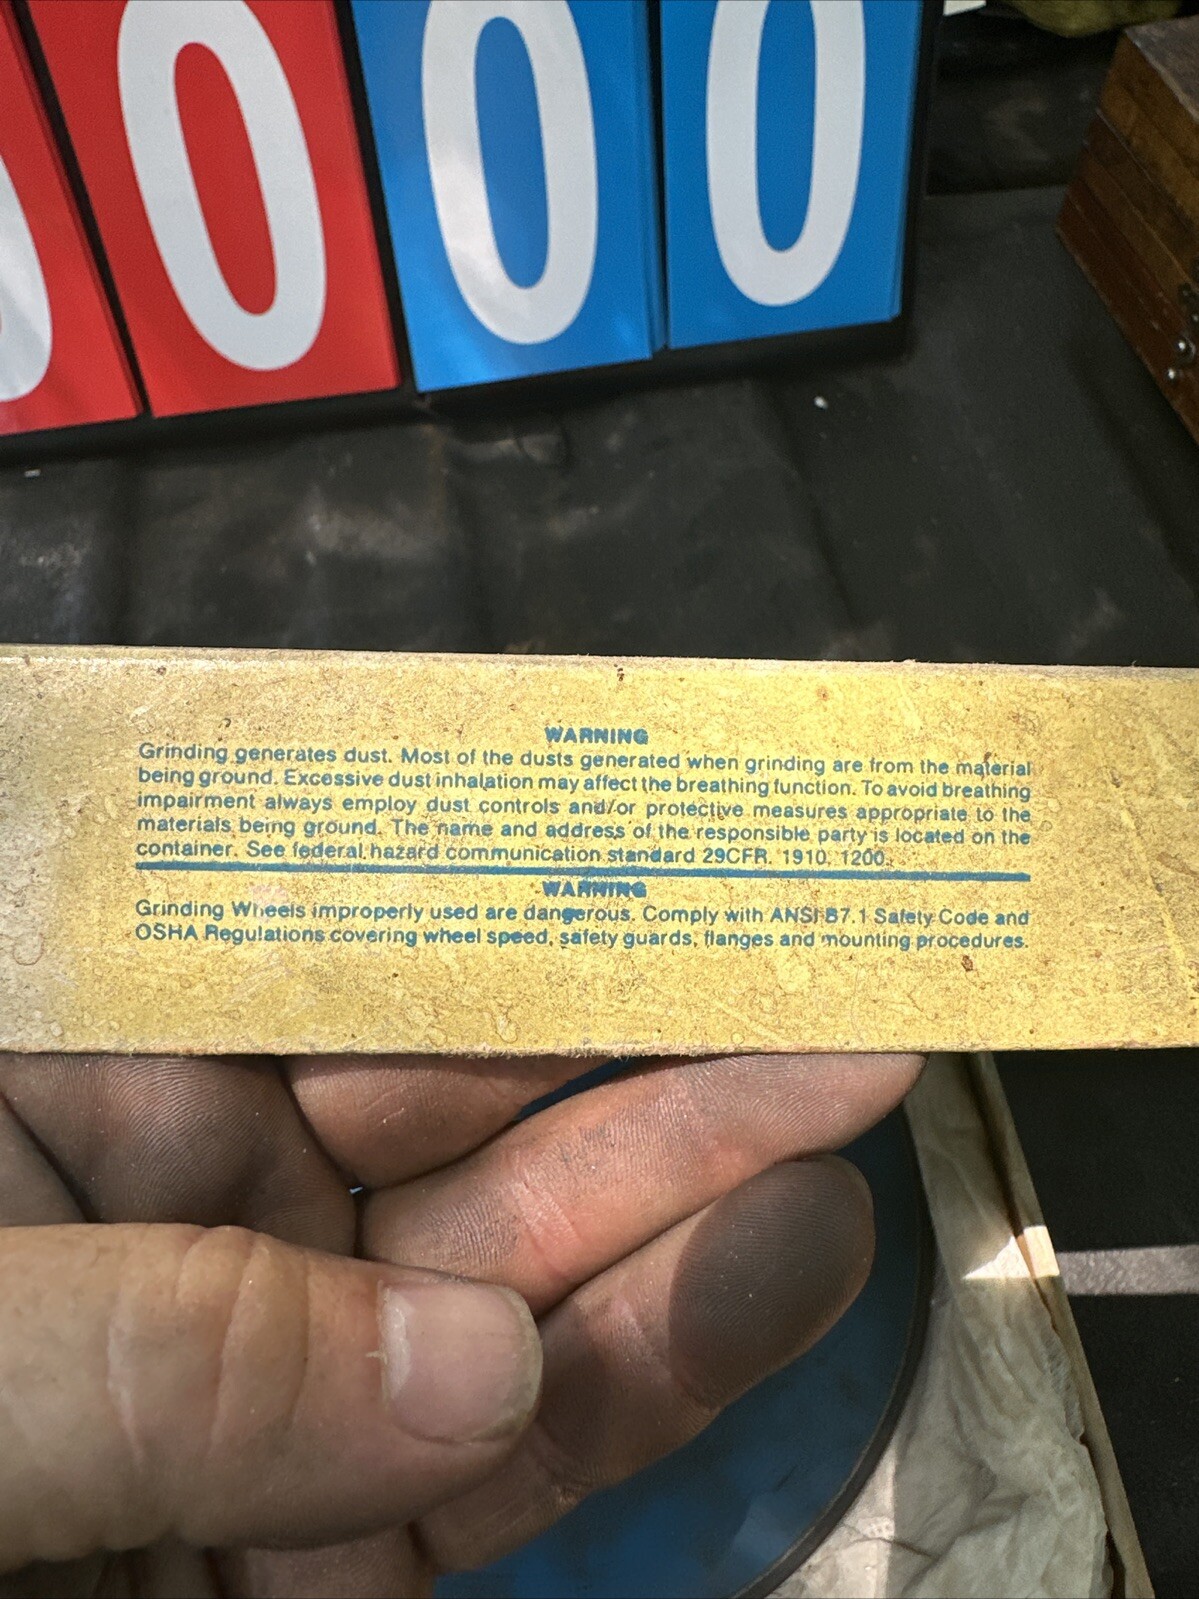 0 0 0 0
WARNING
Grinding generates dust. Most of the dusts generated when grinding are from the material
being ground. Excessive dust inhalation may affect the breathing function. To avoid breathing
impairment always employ dust controls and/or protective measures appropriate to the
materials being ground. The name and address of the responsible party is located on the
container. See federal hazard communication standard 29CFR. 1910. 1200.
WARNING
Grinding Wheels improperly used are dangerous. Comply with ANSI B7.1 Safety Code and
OSHA Regulations covering wheel speed, safety guards, flanges and mounting procedures.